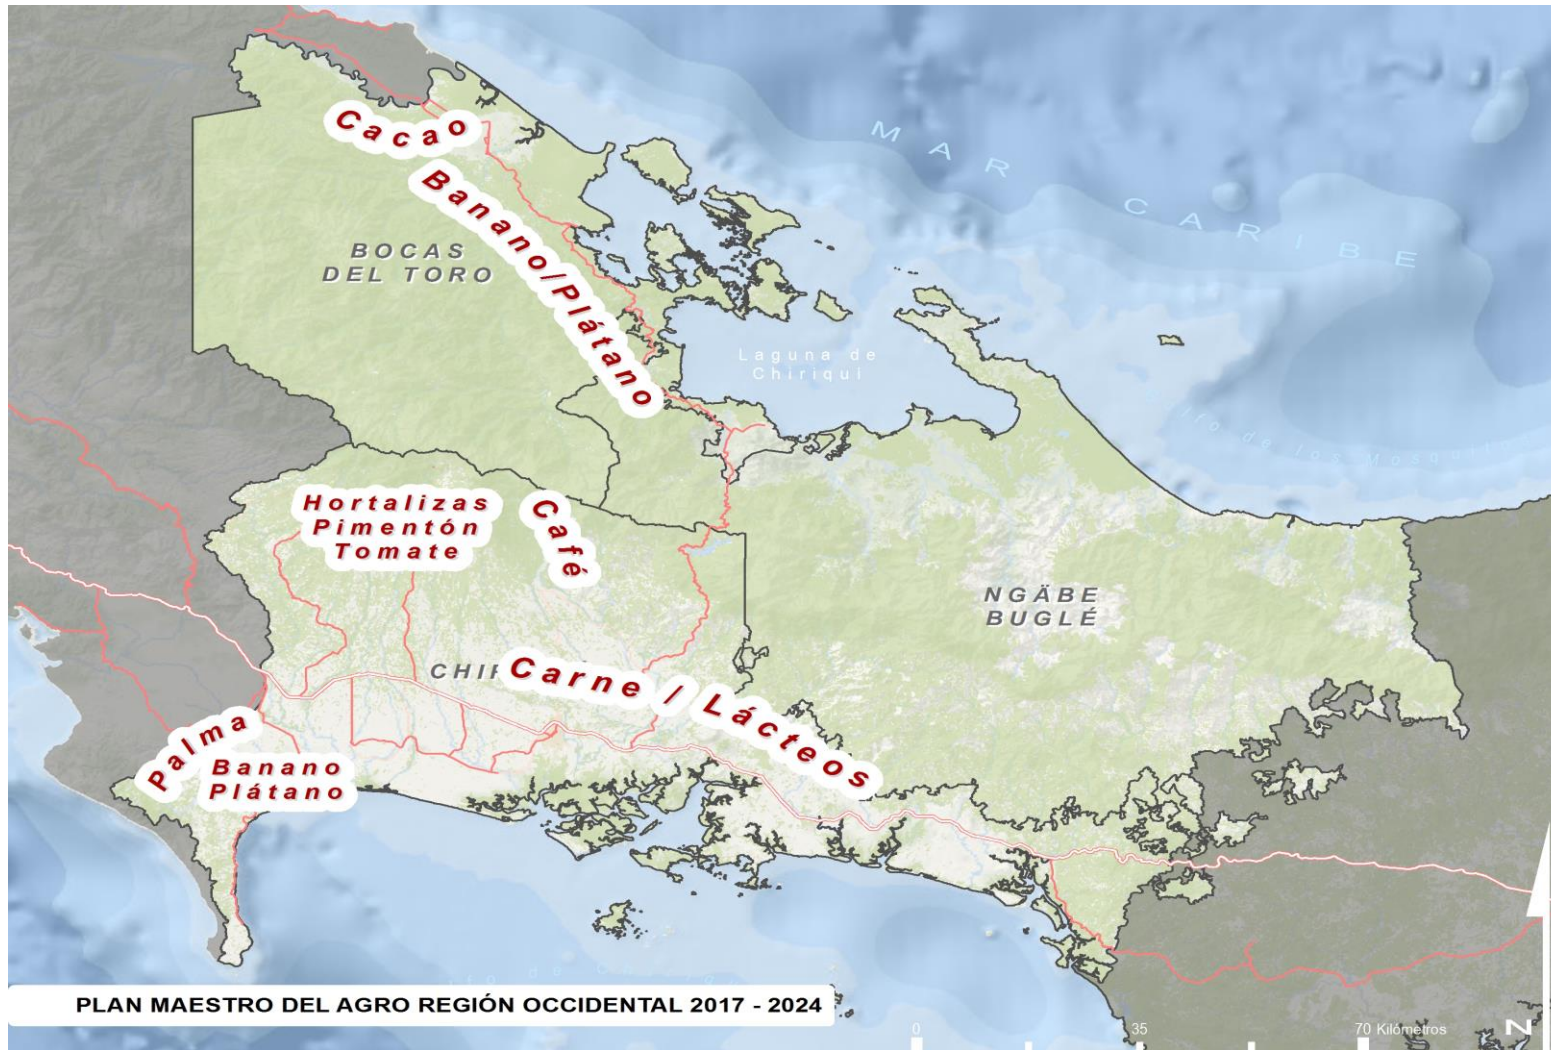 MAR CARIBE
Cacao
Banano/Plátano
BOCAS
DEL TORO
Laguna de
Chiriquí
Hortalizas
Pimentón
Tomate
Café
NGÄBE
BUGLÉ
Carne / Lácteos
Palma
Banano
Plátano
PLAN MAESTRO DEL AGRO REGIÓN OCCIDENTAL 2017 - 2024
0 35 70 Kilómetros
N